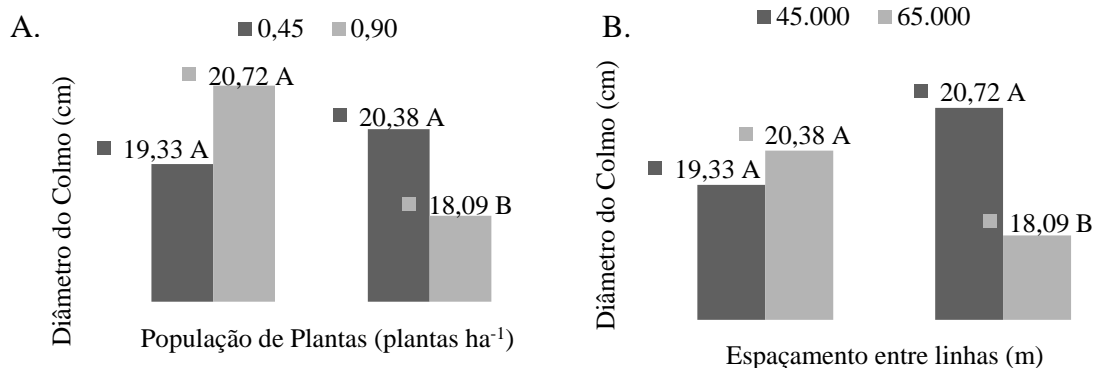 A.
0,45 0,90
Diâmetro do Colmo (cm)
20,72 A
19,33 A
20,38 A
18,09 B
População de Plantas (plantas ha⁻¹)
B.
45.000 65.000
Diâmetro do Colmo (cm)
19,33 A
20,38 A
20,72 A
18,09 B
Espaçamento entre linhas (m)